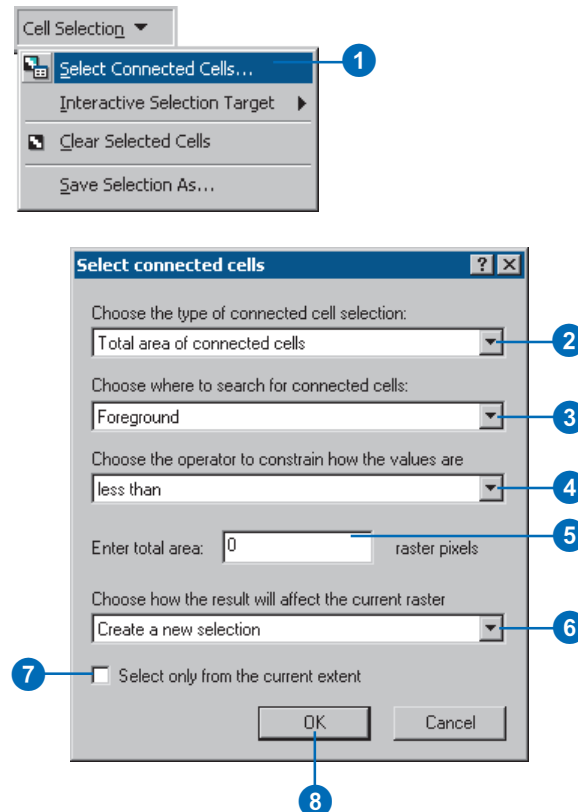 Cell Selection
Select Connected Cells...
1
Interactive Selection Target
Clear Selected Cells
Save Selection As...
Select connected cells
?
Choose the type of connected cell selection:
Total area of connected cells
2
Choose where to search for connected cells:
Foreground
3
Choose the operator to constrain how the values are
less than
4
Enter total area: 0 raster pixels
5
Choose how the result will affect the current raster
Create a new selection
6
7
Select only from the current extent
OK Cancel
8